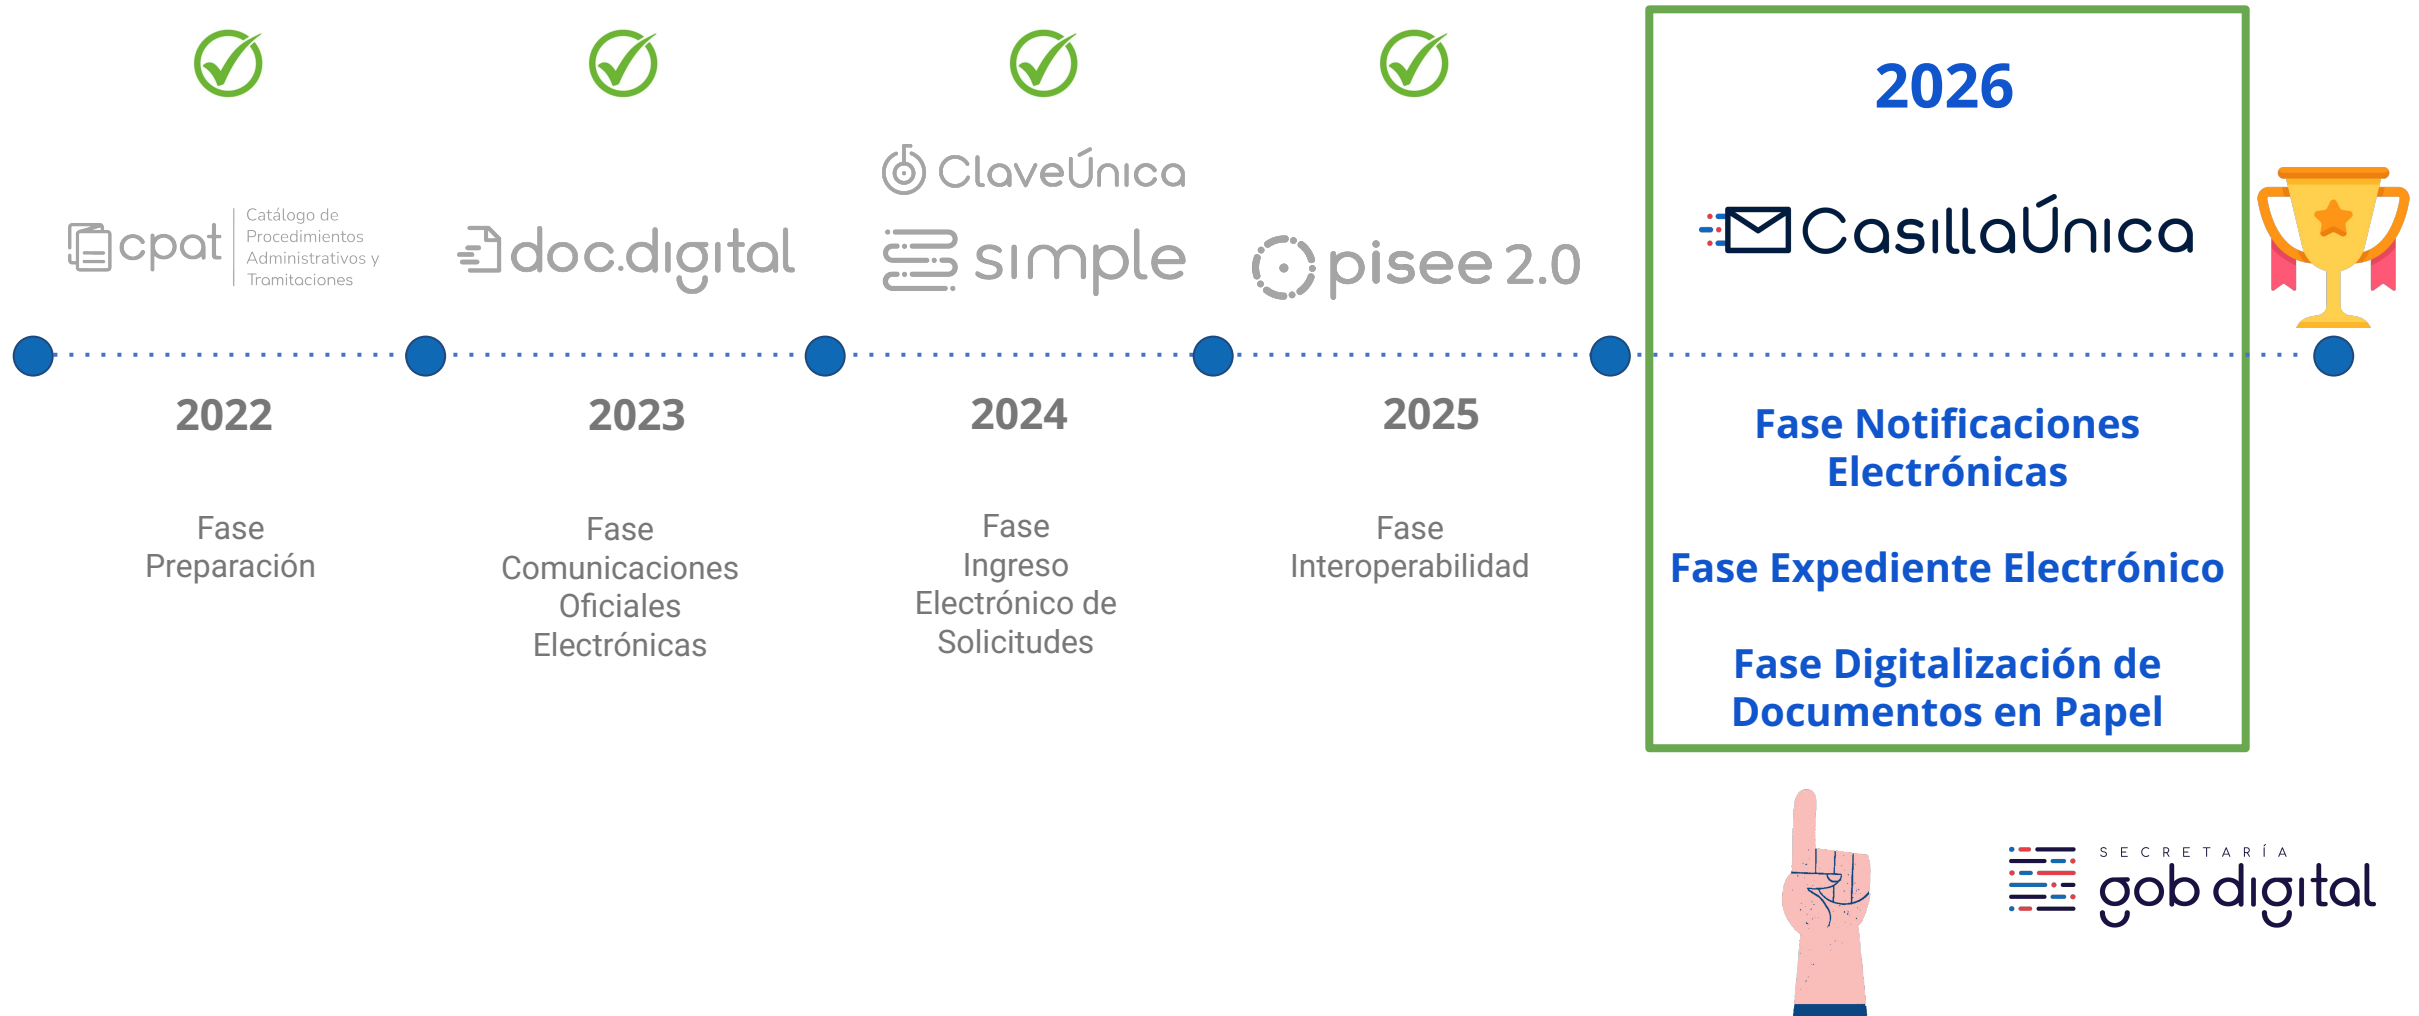 cpat
Catálogo de
Procedimientos
Administrativos y
Tramitaciones
2022
Fase
Preparación
doc.digital
2023
Fase
Comunicaciones
Oficiales
Electrónicas
ClaveÚnica
simple
2024
Fase
Ingreso
Electrónico de
Solicitudes
pisee 2.0
2025
Fase
Interoperabilidad
2026
CasillaÚnica
Fase Notificaciones
Electrónicas
Fase Expediente Electrónico
Fase Digitalización de
Documentos en Papel
SECRETARÍA
gob digital